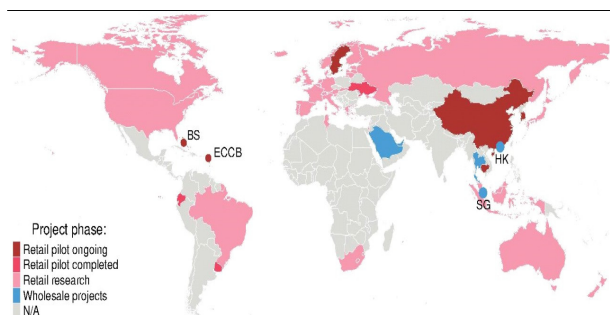 BS
ECCB
HK
SG
Project phase:
Retail pilot ongoing
Retail pilot completed
Retail research
Wholesale projects
N/A